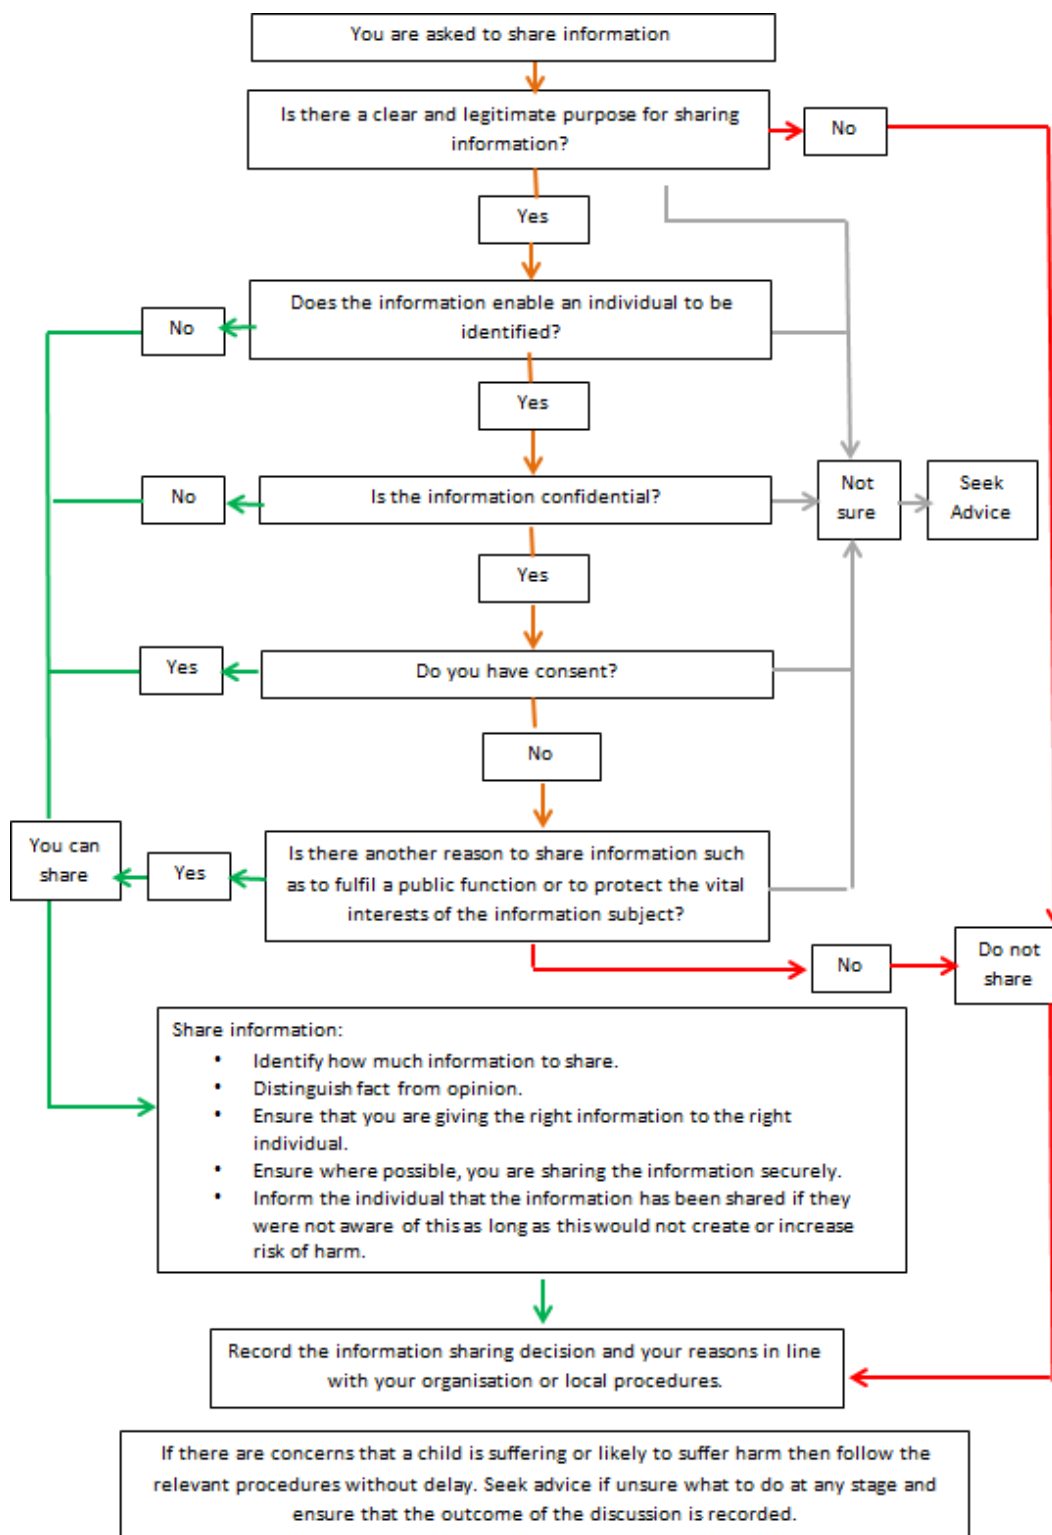 You are asked to share information
Is there a clear and legitimate purpose for sharing
information?
No
Yes
Does the information enable an individual to be
identified?
No
Yes
Is the information confidential?
No
Not
sure
Seek
Advice
Yes
Do you have consent?
Yes
No
Is there another reason to share information such
as to fulfil a public function or to protect the vital
interests of the information subject?
Yes
You can
share
No
Do not
share
Share information:
• Identify how much information to share.
• Distinguish fact from opinion.
• Ensure that you are giving the right information to the right
individual.
• Ensure where possible, you are sharing the information securely.
• Inform the individual that the information has been shared if they
were not aware of this as long as this would not create or increase
risk of harm.
Record the information sharing decision and your reasons in line
with your organisation or local procedures.
If there are concerns that a child is suffering or likely to suffer harm then follow the
relevant procedures without delay. Seek advice if unsure what to do at any stage and
ensure that the outcome of the discussion is recorded.